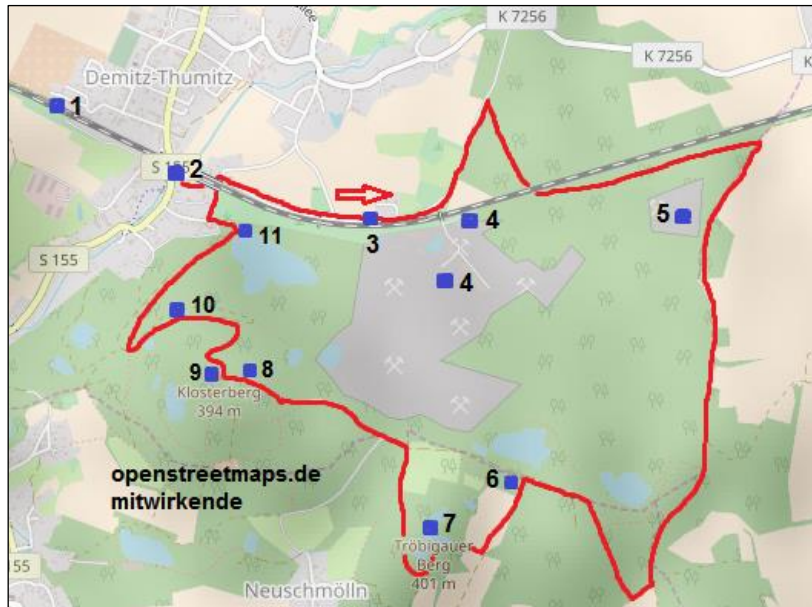 K 7256
K 7256
K
Demitz-Thumitz
1
S 155
2
3
4
5
4
11
S 155
10
9
8
Klosterberg
394 m
openstreetmaps.de
mitwirkende
6
7
Tröbigauer
Berg
401 m
155
Neuschmölln